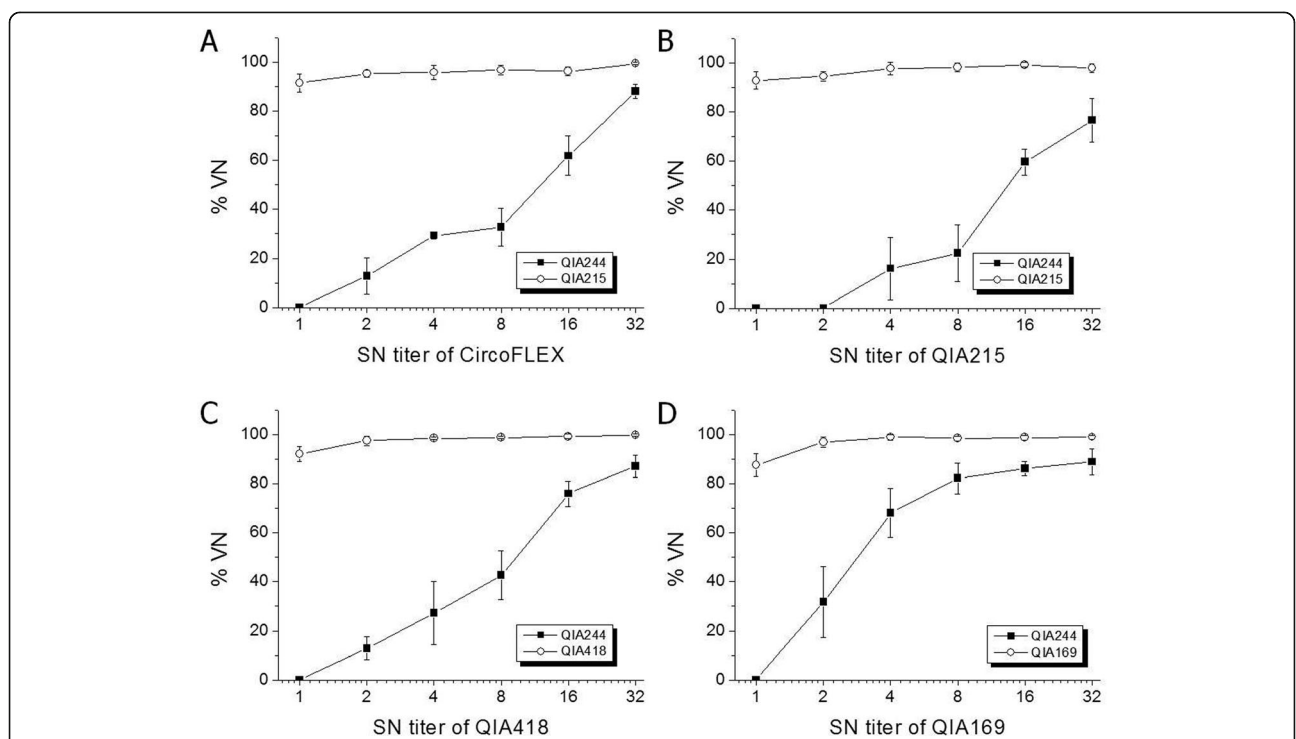 A
100
80
60
40
20
0
% VN
QIA244
QIA215
1 2 4 8 16 32
SN titer of CircoFLEX
B
100
80
60
40
20
0
% VN
QIA244
QIA215
1 2 4 8 16 32
SN titer of QIA215
C
100
80
60
40
20
0
% VN
QIA244
QIA418
1 2 4 8 16 32
SN titer of QIA418
D
100
80
60
40
20
0
% VN
QIA244
QIA169
1 2 4 8 16 32
SN titer of QIA169